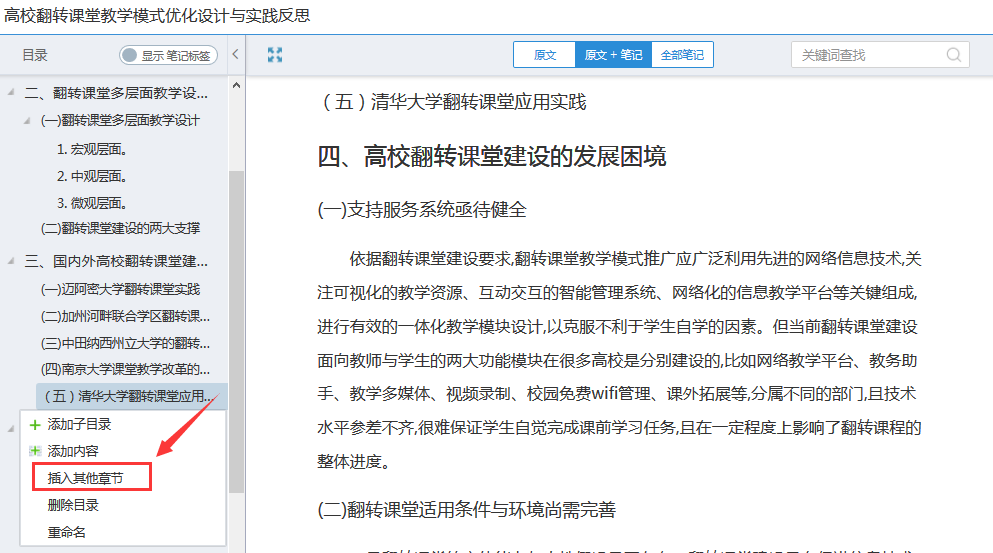 高校翻转课堂教学模式优化设计与实践反思
目录
显示 笔记标签
原文
原文 + 笔记
全部笔记
关键词查找
二、翻转课堂多层面教学设...
(一)翻转课堂多层面教学设计
1. 宏观层面。
2. 中观层面。
3. 微观层面。
(二)翻转课堂建设的两大支撑
三、国内外高校翻转课堂建...
(一)迈阿密大学翻转课堂实践
(二)加州河畔联合学区翻转课...
(三)中田纳西州立大学的翻转...
(四)南京大学课堂教学改革的...
（五）清华大学翻转课堂应用...
添加子目录
添加内容
插入其他章节
删除目录
重命名
（五）清华大学翻转课堂应用实践
四、高校翻转课堂建设的发展困境
(一)支持服务系统亟待健全
依据翻转课堂建设要求,翻转课堂教学模式推广应广泛利用先进的网络信息技术,关
注可视化的教学资源、互动交互的智能管理系统、网络化的信息教学平台等关键组成,
进行有效的一体化教学模块设计,以克服不利于学生自学的因素。但当前翻转课堂建设
面向教师与学生的两大功能模块在很多高校是分别建设的,比如网络教学平台、教务助
手、教学多媒体、视频录制、校园免费wifi管理、课外拓展等,分属不同的部门,且技术
水平参差不齐,很难保证学生自觉完成课前学习任务,且在一定程度上影响了翻转课程的
整体进度。
(二)翻转课堂适用条件与环境尚需完善